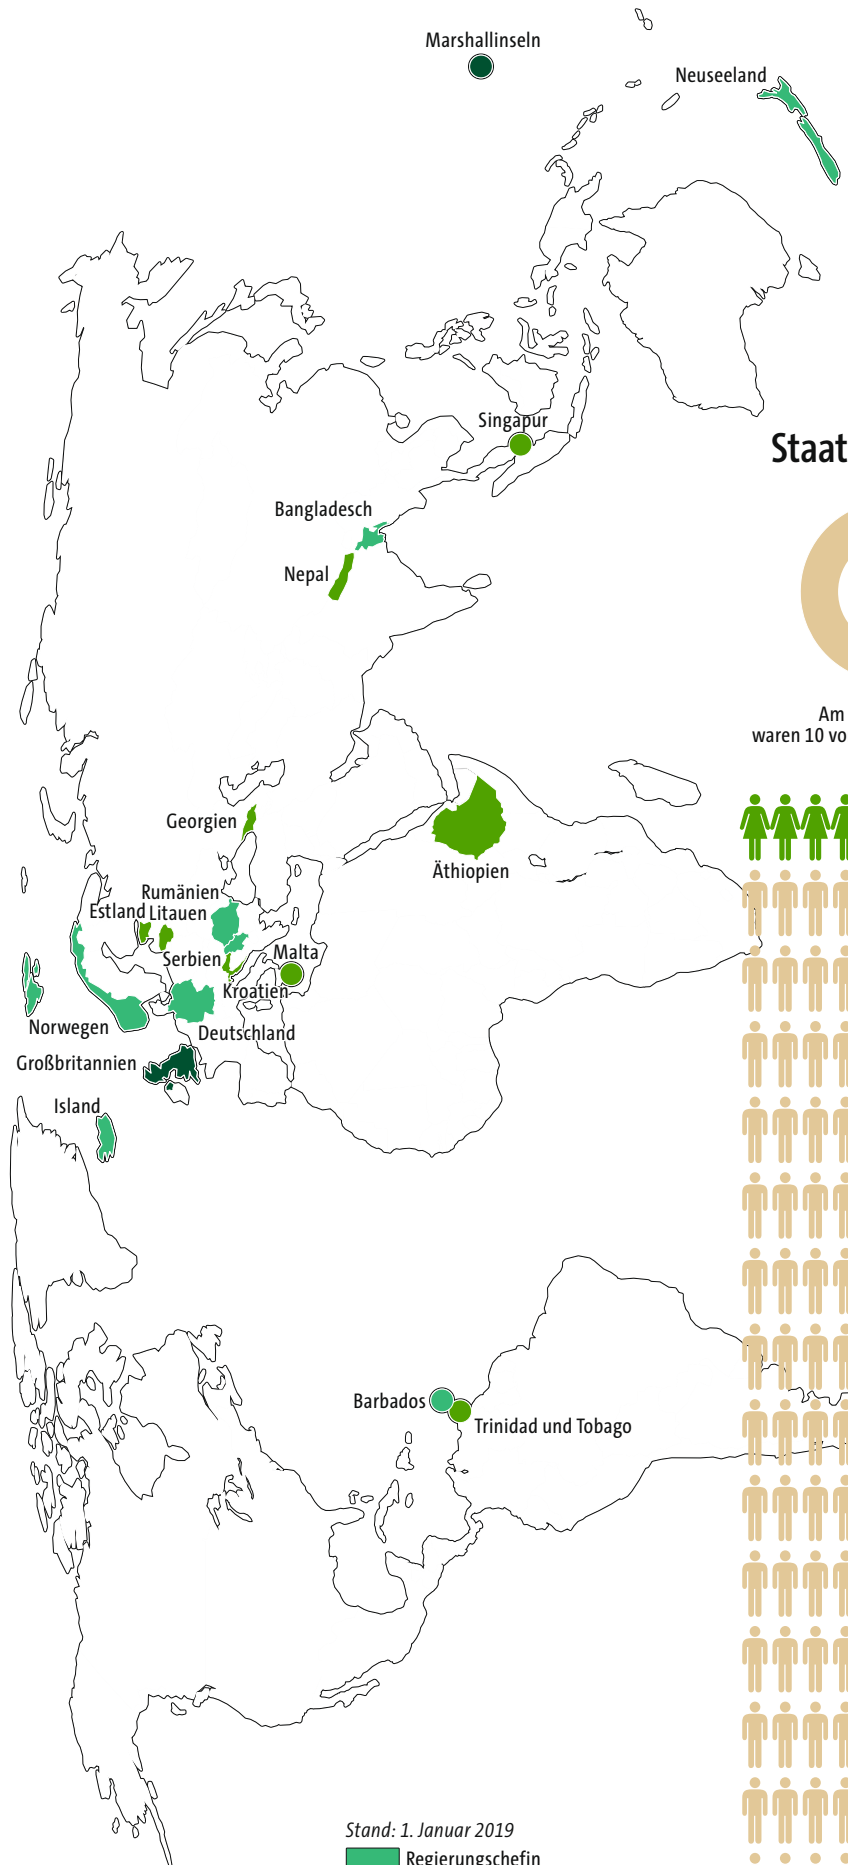 Marshallinseln
Neuseeland
Singapur
Staat
Bangladesch
Nepal
Am
waren 10 vo
Georgien
Äthiopien
Rumänien
Estland
Litauen
Serbien
Malta
Kroatien
Norwegen
Deutschland
Großbritannien
Island
Barbados
Trinidad und Tobago
Stand: 1. Januar 2019
Regierungschefin